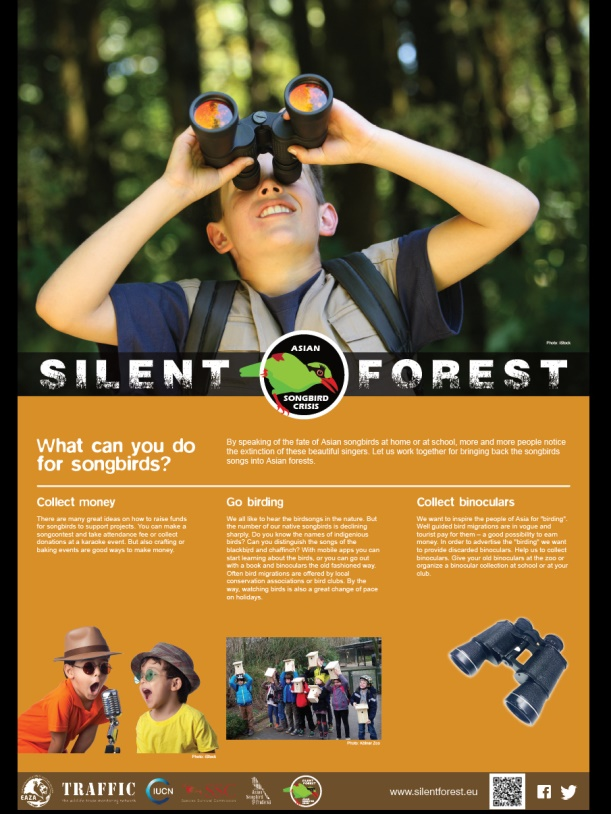 Photo: iStock
ASIAN
SILENT FOREST
SONGBIRD
CRISIS
What can you do
for songbirds?
By speaking of the fate of Asian songbirds at home or at school, more and more people notice
the extinction of these beautiful singers. Let us work together for bringing back the songbirds
songs into Asian forests.
Collect money
There are many great ideas on how to raise funds
for songbirds to support projects. You can make a
songcontest and take attendance fee or collect
donations at a karaoke event. But also crafting or
baking events are good ways to make money.
Go birding
We all like to hear the birdsongs in the nature. But
the number of our native songbirds is declining
sharply. Do you know the names of indigenous
birds? Can you distinguish the songs of the
blackbird and chaffinch? With mobile apps you can
start learning about the birds, or you can go out
with a book and binoculars the old fashioned way.
Often bird migrations are offered by local
conservation associations or bird clubs. By the
way, watching birds is also a great change of pace
on holidays.
Collect binoculars
We want to inspire the people of Asia for "birding".
Well guided bird migrations are in vogue and
tourist pay for them – a good possibility to earn
money. In order to advertise the "birding" we want
to provide discarded binoculars. Help us to collect
binoculars. Give your old binoculars at the zoo or
organize a binocular collection at school or at your
club.
Photo: iStock
EAZA
TRAFFIC
the wildlife trade monitoring network
IUCN
www.silentforest.eu